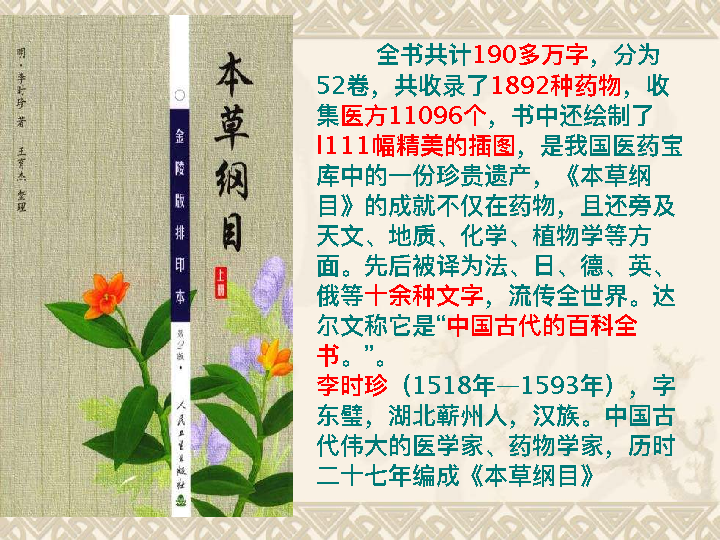 明·李时珍 著 王育杰 整理
金陵版排印本
第2版·
人民卫生出版社
本草纲目
上册
全书共计190多万字，分为
52卷，共收录了1892种药物，收
集医方11096个，书中还绘制了
l111幅精美的插图，是我国医药宝
库中的一份珍贵遗产，《本草纲
目》的成就不仅在药物，且还旁及
天文、地质、化学、植物学等方
面。先后被译为法、日、德、英、
俄等十余种文字，流传全世界。达
尔文称它是“中国古代的百科全
书。”。
李时珍（1518年—1593年），字
东璧，湖北蕲州人，汉族。中国古
代伟大的医学家、药物学家，历时
二十七年编成《本草纲目》